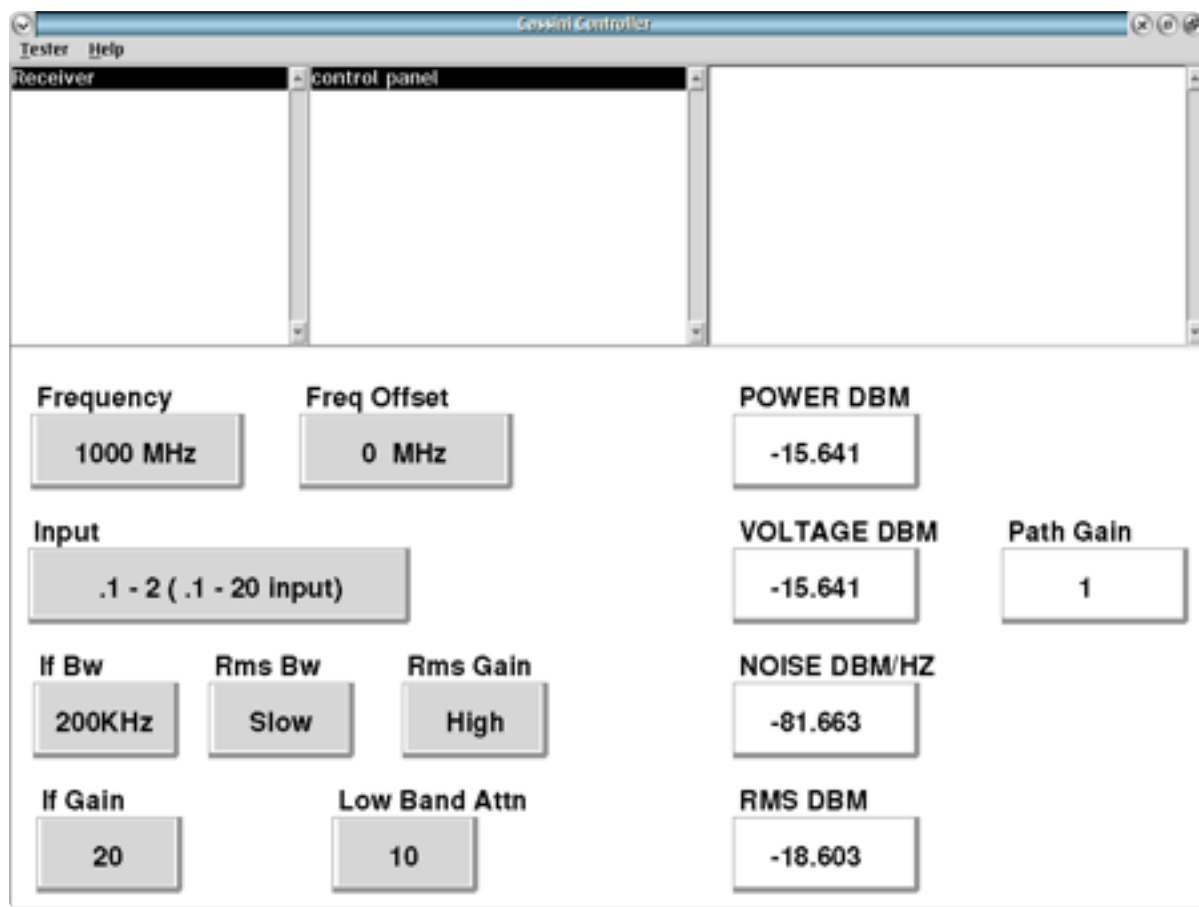 Cassini Controller
Tester Help
Receiver
control panel
Frequency
Freq Offset
POWER DBM
1000 MHz
0 MHz
-15.641
Input
VOLTAGE DBM
Path Gain
.1 - 2 ( .1 - 20 input)
-15.641
1
If Bw
Rms Bw
Rms Gain
NOISE DBM/HZ
200KHz
Slow
High
-81.663
If Gain
Low Band Attn
RMS DBM
20
10
-18.603